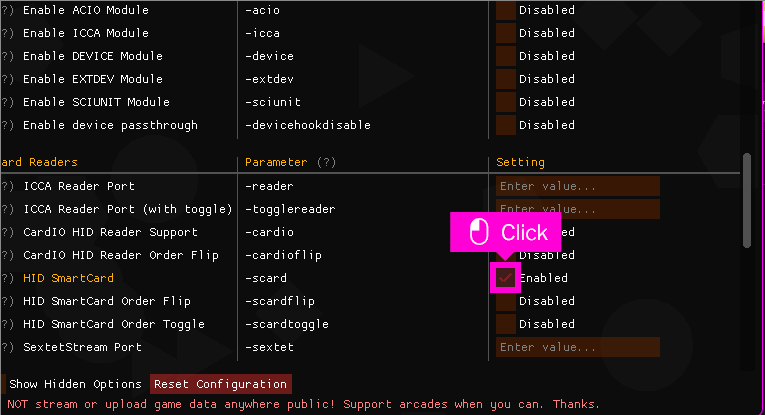 ?) Enable ACIO Module -acio Disabled
?) Enable ICCA Module -icca Disabled
?) Enable DEVICE Module -device Disabled
?) Enable EXTDEV Module -extdev Disabled
?) Enable SCIUNIT Module -sciunit Disabled
?) Enable device passthrough -devicehookdisable Disabled
ard Readers Parameter (?) Setting
?) ICCA Reader Port -reader Enter value...
?) ICCA Reader Port (with toggle) -togglereader Enter value...
?) CardIO HID Reader Support -cardio
Click
?) CardIO HID Reader Order Flip -cardioflip Disabled
?) HID SmartCard -scard Enabled
?) HID SmartCard Order Flip -scardflip Disabled
?) HID SmartCard Order Toggle -scardtoggle Disabled
?) SextetStream Port -sextet Enter value...
Show Hidden Options Reset Configuration
NOT stream or upload game data anywhere public! Support arcades when you can. Thanks.